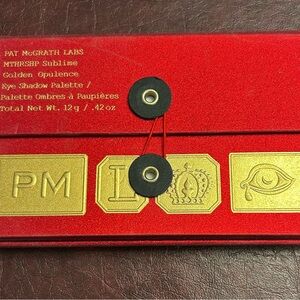 PAT McGRATH LABS
MTHRSHP Sublime
Golden Opulence
Eye Shadow Palette /
Palette Ombres à Paupières
Total Net Wt. 12g / .42oz
PM L